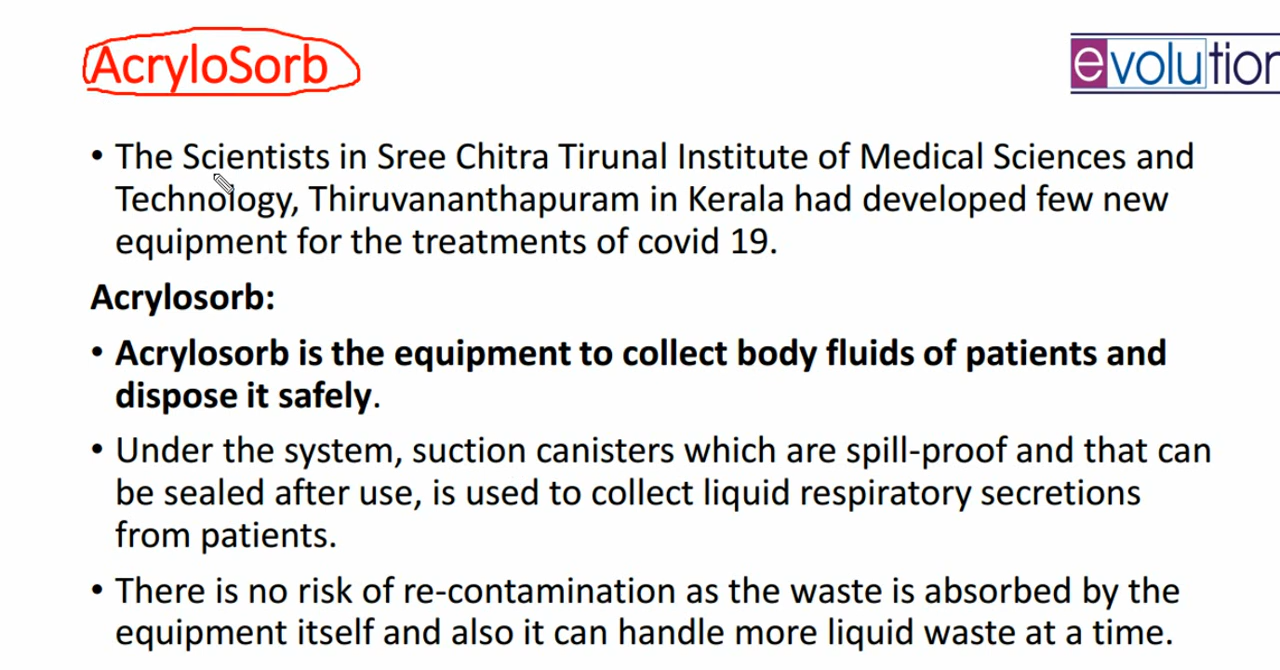 AcryloSorb
evolution
• The Scientists in Sree Chitra Tirunal Institute of Medical Sciences and
Technology, Thiruvananthapuram in Kerala had developed few new
equipment for the treatments of covid 19.
Acrylosorb:
• Acrylosorb is the equipment to collect body fluids of patients and
dispose it safely.
• Under the system, suction canisters which are spill-proof and that can
be sealed after use, is used to collect liquid respiratory secretions
from patients.
• There is no risk of re-contamination as the waste is absorbed by the
equipment itself and also it can handle more liquid waste at a time.